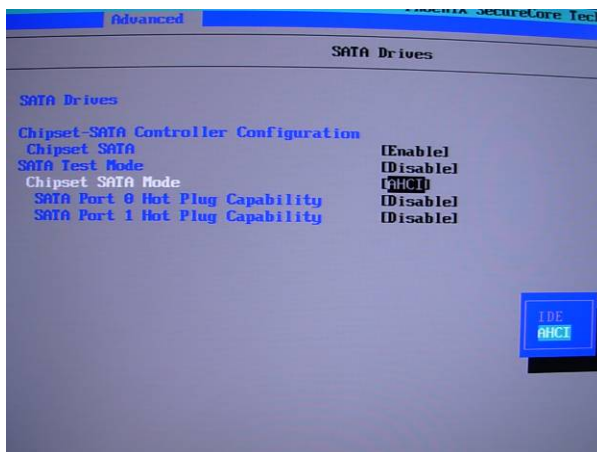 Phoenix SecureCore Tec
Advanced
SATA Drives
SATA Drives
Chipset-SATA Controller Configuration
Chipset SATA [Enable]
SATA Test Mode [Disable]
Chipset SATA Mode [AHCI]
SATA Port 0 Hot Plug Capability [Disable]
SATA Port 1 Hot Plug Capability [Disable]
IDE
AHCI